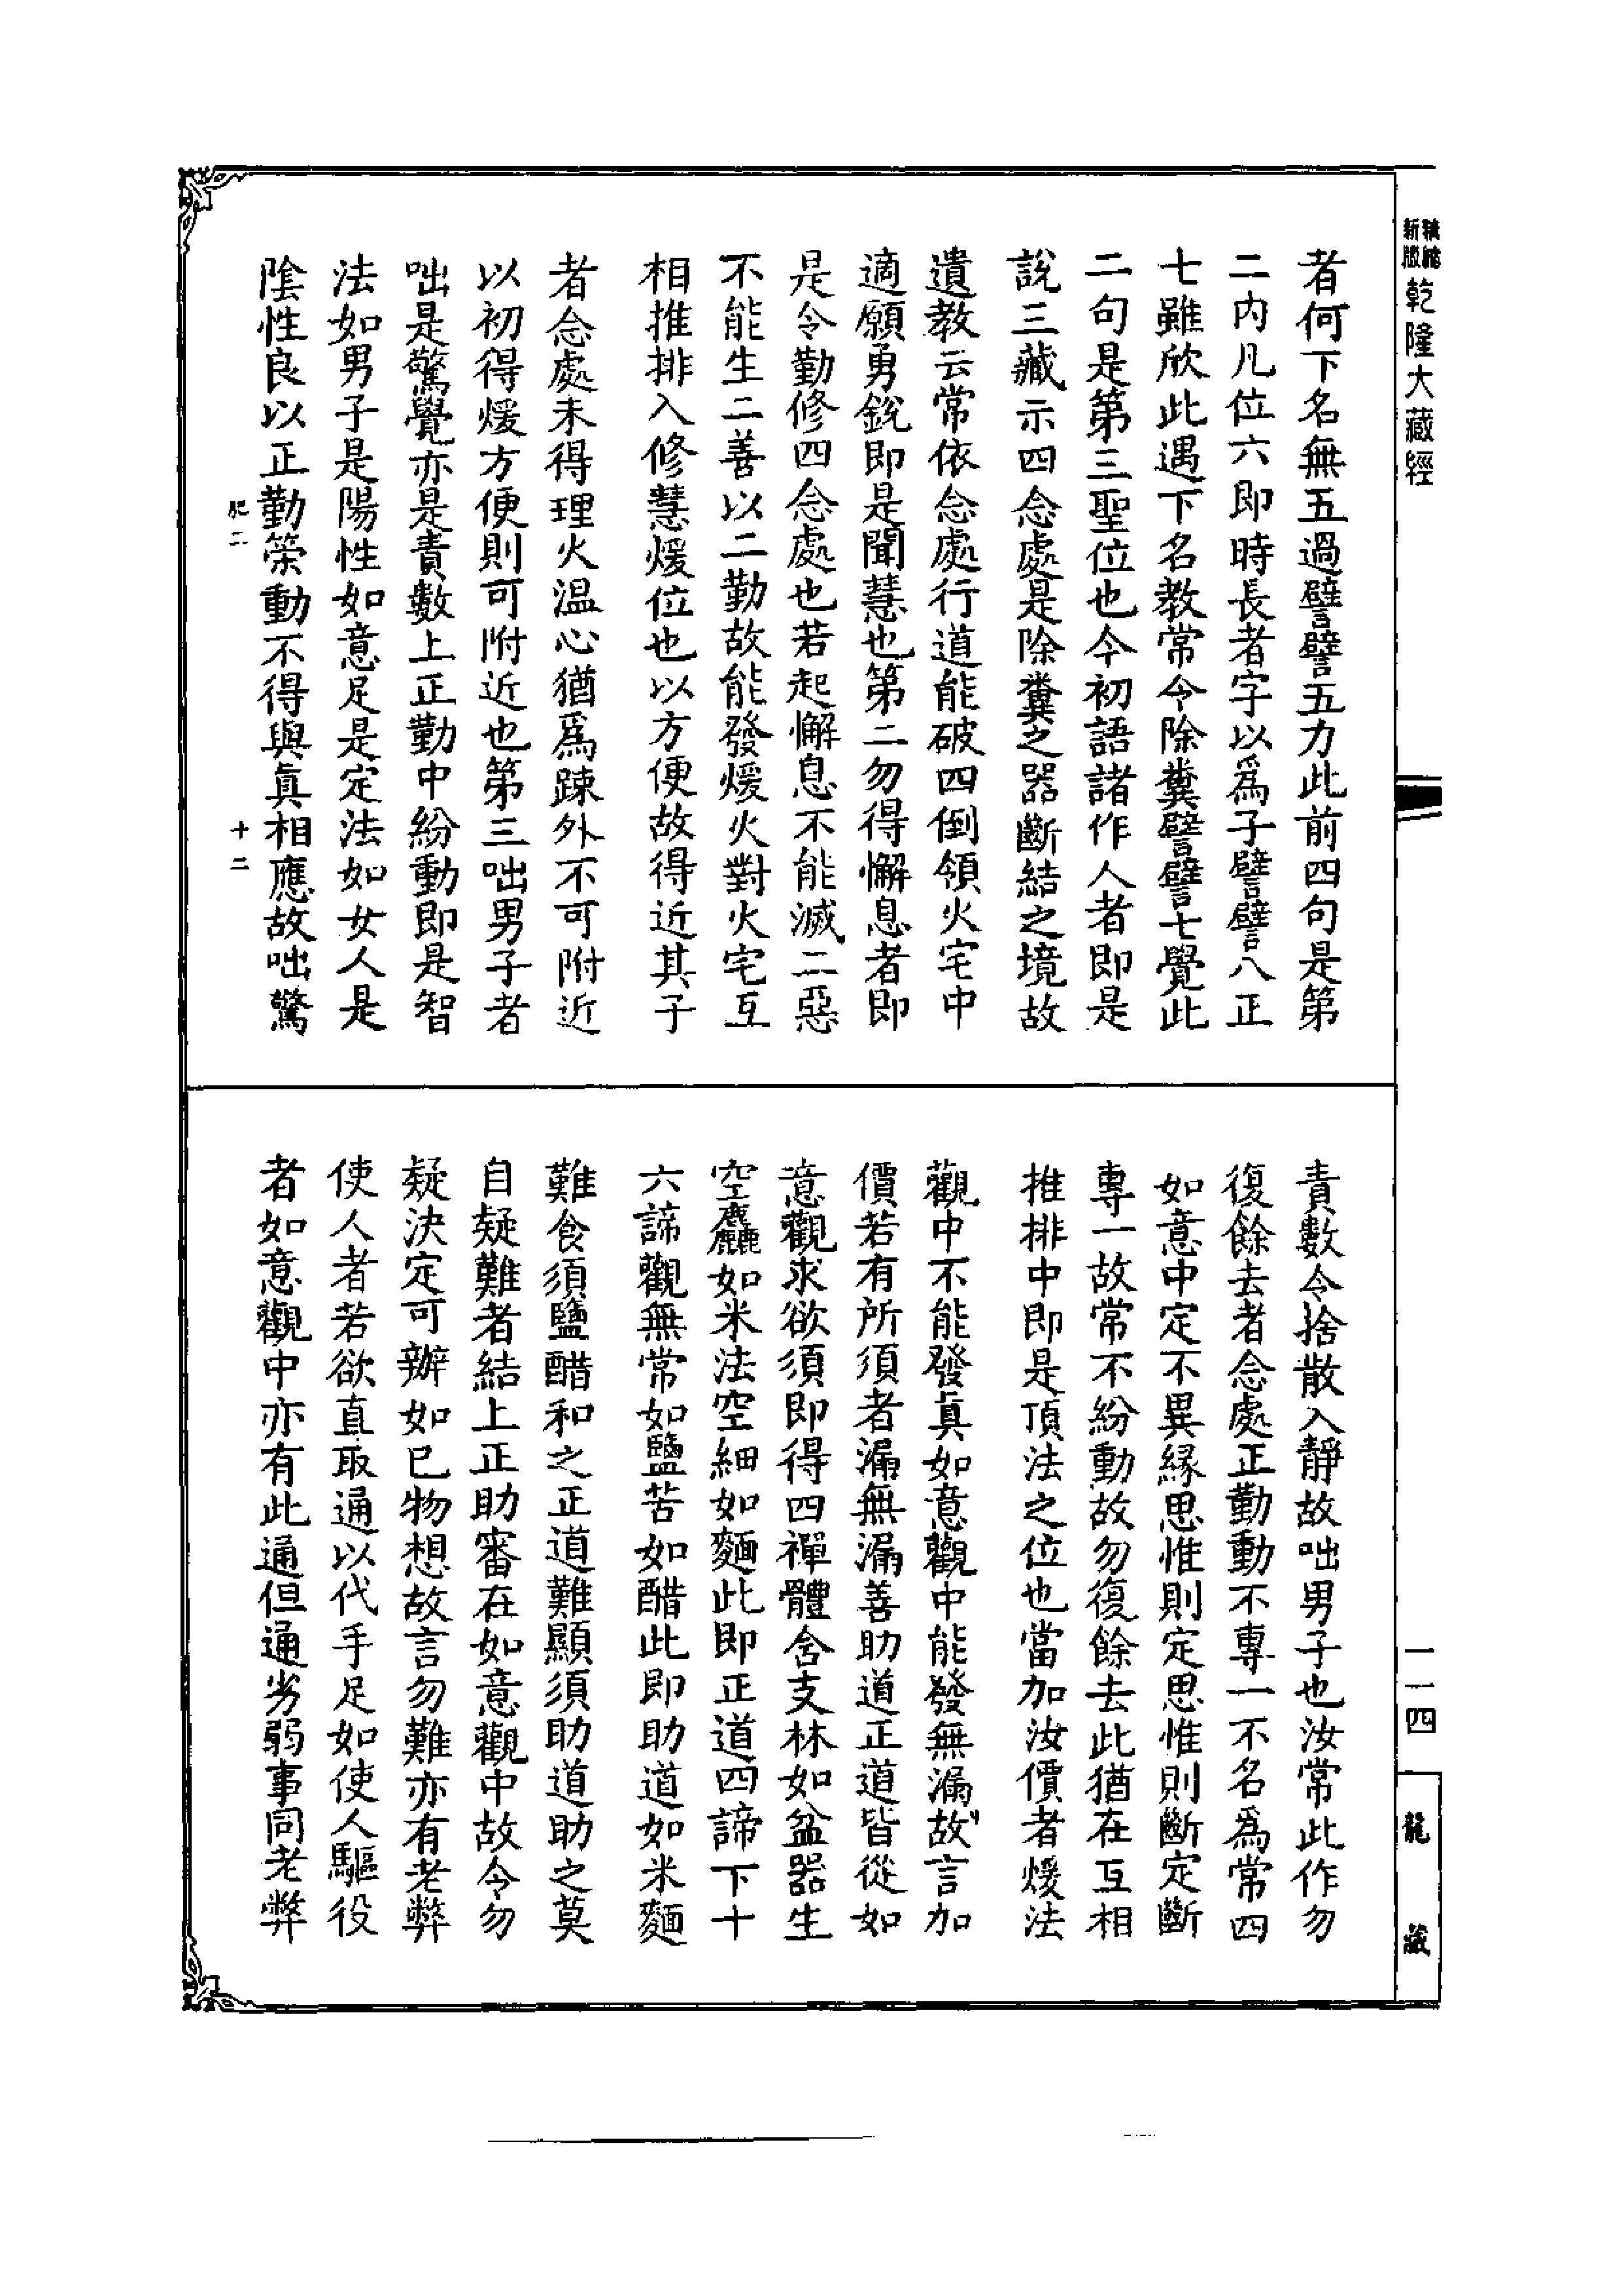 乾隆大藏經
者何下名無五過譬譬五力此前四句是第
二内凡位六即時長者字以爲子譬譬八正
七雖欣此遇下名教常令除糞譬譬七覺此
二句是第三聖位也今初語諸作人者即是
說三藏示四念處是除糞之器斷結之境故
遺教云常依念處行道能破四倒領火宅中
適願勇銳即是聞慧也第二勿得懈息者即
是令勤修四念處也若起懈息不能滅二惡
不能生二善以二勤故能發煖火對火宅互
相推排入修慧煖位也以方便故得近其子
者念處未得理火温心猶爲踈外不可附近
以初得煖方便則可附近也第三咄男子者
咄是驚覺亦是責數上正勤中紛動即是智
法如男子是陽性如意足是定法如女人是
陰性良以正勤策動不得與真相應故咄驚
肥二
十二
責數令捨散入靜故咄男子也汝常此作勿
復餘去者念處正勤動不專一不名爲常四
如意中定不異緣思惟則定思惟則斷定斷
專一故常不紛動故勿復餘去此猶在互相
推排中即是頂法之位也當加汝價者煖法
觀中不能發真如意觀中能發無漏故言加
價若有所須者漏無漏善助道正道皆從如
意觀求欲須即得四禪體含支林如盆器生
空麤如米法空細如麵此即正道四諦下十
六諦觀無常如鹽苦如醋此即助道如米麵
難食須鹽醋和之正道難顯須助道助之莫
自疑難者結上正助審在如意觀中故令勿
疑決定可辦如已物想故言勿難亦有老弊
使人者若欲直取通以代手足如使人驅役
者如意觀中亦有此通但通劣弱事同老弊
一一四
龍藏